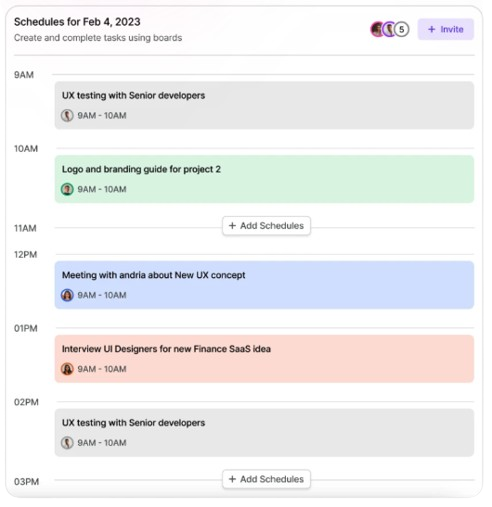 Schedules for Feb 4, 2023
Create and complete tasks using boards
5
+ Invite
9AM
UX testing with Senior developers
9AM - 10AM
10AM
Logo and branding guide for project 2
9AM - 10AM
11AM
+ Add Schedules
12PM
Meeting with andria about New UX concept
9AM - 10AM
01PM
Interview UI Designers for new Finance SaaS idea
9AM - 10AM
02PM
UX testing with Senior developers
9AM - 10AM
03PM
+ Add Schedules